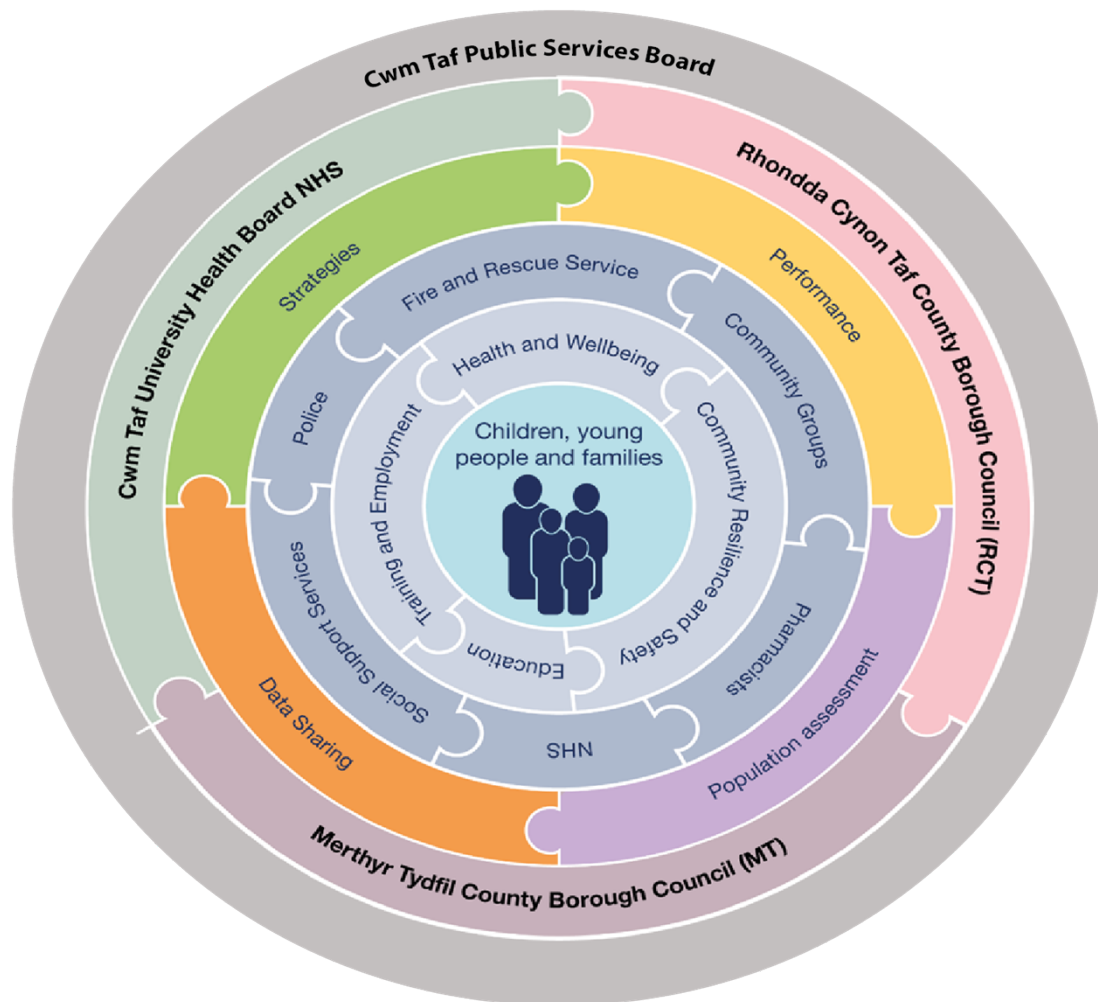 Cwm Taf Public Services Board
Cwm Taf University Health Board NHS
Rhondda Cynon Taf County Borough Council (RCT)
Merthyr Tydfil County Borough Council (MT)
Strategies
Performance
Population assessment
Data Sharing
Fire and Rescue Service
Community Groups
Pharmacists
NHS
Social Support Services
Police
Health and Wellbeing
Community Resilience and Safety
Education
Training and Employment
Children, young
people and families